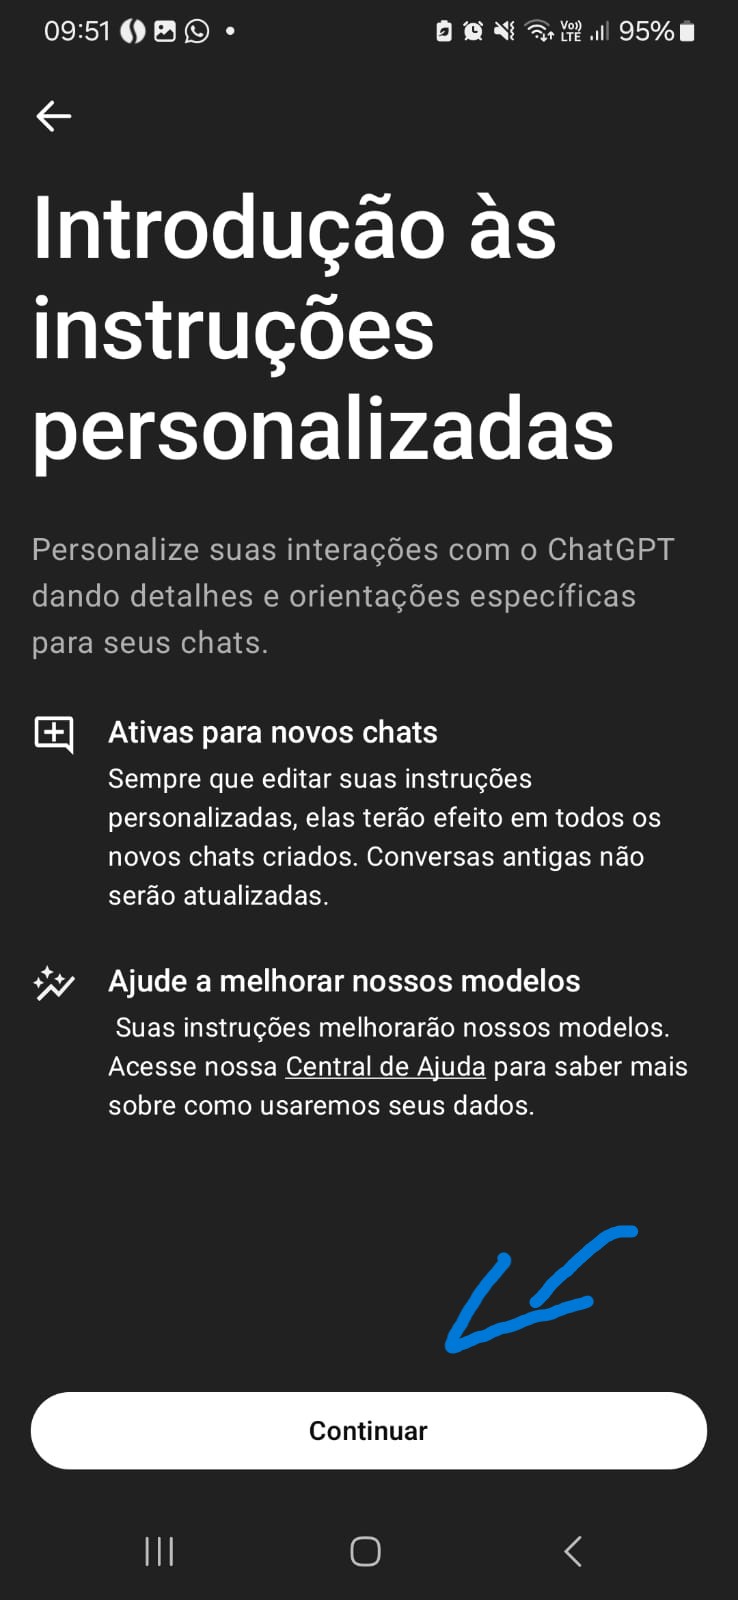 09:51
Vo))
LTE
95%
Introdução às
instruções
personalizadas
Personalize suas interações com o ChatGPT
dando detalhes e orientações específicas
para seus chats.
Ativas para novos chats
Sempre que editar suas instruções
personalizadas, elas terão efeito em todos os
novos chats criados. Conversas antigas não
serão atualizadas.
Ajude a melhorar nossos modelos
Suas instruções melhorarão nossos modelos.
Acesse nossa Central de Ajuda para saber mais
sobre como usaremos seus dados.
Continuar